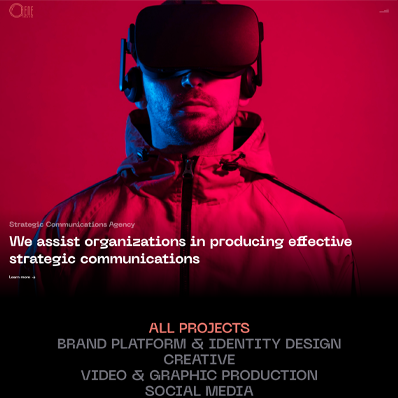 Strategic Communications Agency
We assist organizations in producing effective
strategic communications
Learn more →
ALL PROJECTS
BRAND PLATFORM & IDENTITY DESIGN
CREATIVE
VIDEO & GRAPHIC PRODUCTION
SOCIAL MEDIA